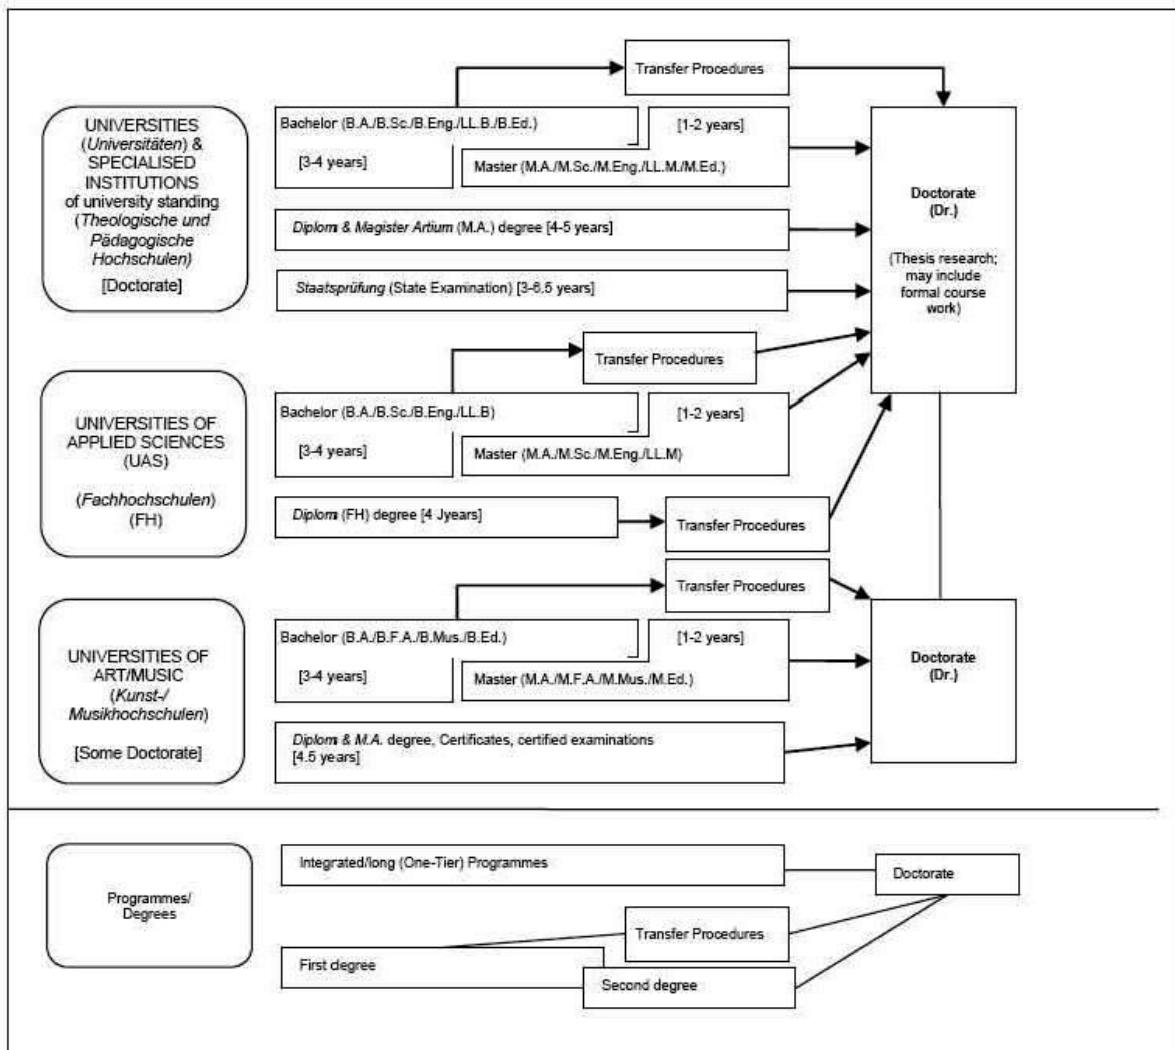 Transfer Procedures
UNIVERSITIES
(Universitäten) &
SPECIALISED
INSTITUTIONS
of university standing
(Theologische und
Pädagogische
Hochschulen)
[Doctorate]
Bachelor (B.A./B.Sc./B.Eng./LL.B./B.Ed.)
[3-4 years]
[1-2 years]
Master (M.A./M.Sc./M.Eng./LL.M./M.Ed.)
Diplom & Magister Artium (M.A.) degree [4-5 years]
Staatsprüfung (State Examination) [3-6.5 years]
Doctorate
(Dr.)
(Thesis research;
may include
formal course
work)
Transfer Procedures
UNIVERSITIES OF
APPLIED SCIENCES
(UAS)
(Fachhochschulen)
(FH)
Bachelor (B.A./B.Sc./B.Eng./LL.B)
[3-4 years]
[1-2 years]
Master (M.A./M.Sc./M.Eng./LL.M)
Diplom (FH) degree [4 Jyears]
Transfer Procedures
Transfer Procedures
UNIVERSITIES OF
ART/MUSIC
(Kunst-/
Musikhochschulen)
[Some Doctorate]
Bachelor (B.A./B.F.A./B.Mus./B.Ed.)
[3-4 years]
[1-2 years]
Master (M.A./M.F.A./M.Mus./M.Ed.)
Diplom & M.A. degree, Certificates, certified examinations
[4.5 years]
Doctorate
(Dr.)
Programmes/
Degrees
Integrated/long (One-Tier) Programmes
Doctorate
Transfer Procedures
First degree
Second degree